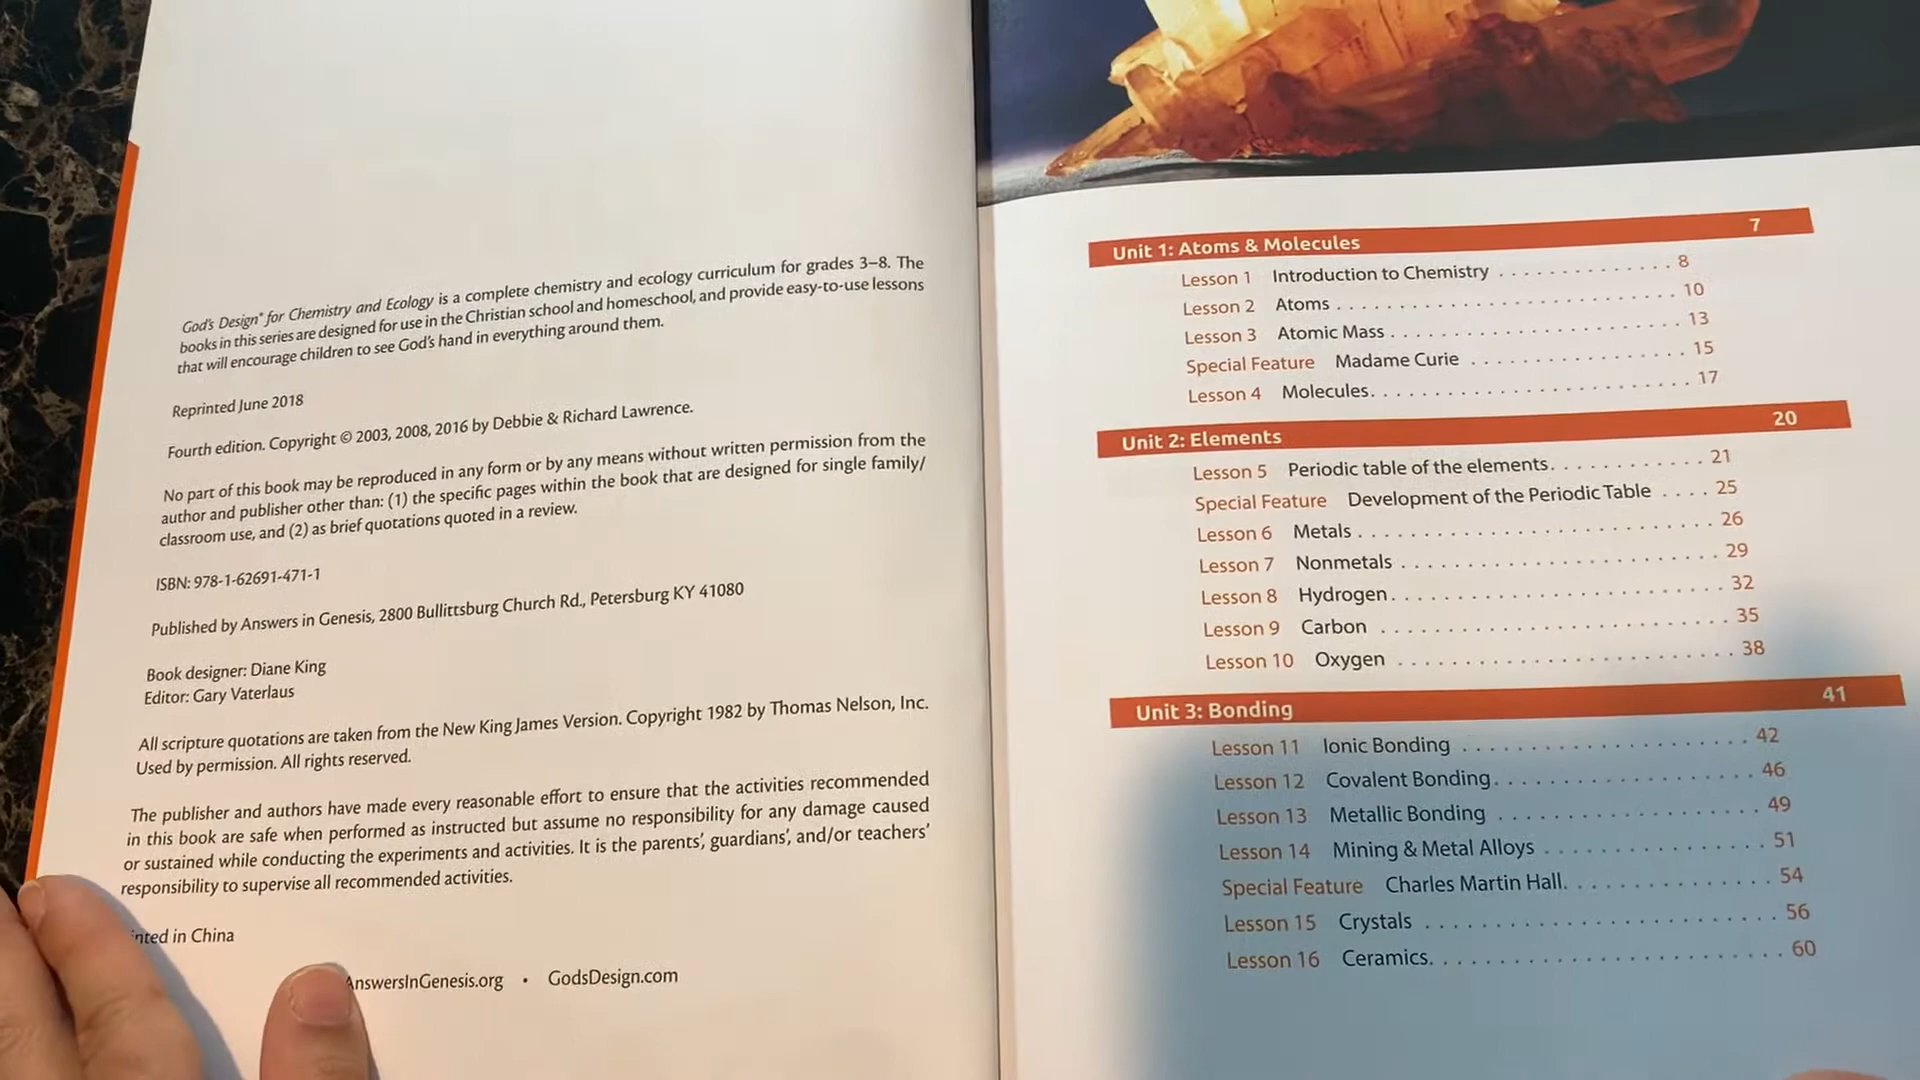 God's Design® for Chemistry and Ecology is a complete chemistry and ecology curriculum for grades 3–8. The
books in this series are designed for use in the Christian school and homeschool, and provide easy-to-use lessons
that will encourage children to see God's hand in everything around them.
Reprinted June 2018
Fourth edition. Copyright © 2003, 2008, 2016 by Debbie & Richard Lawrence.
No part of this book may be reproduced in any form or by any means without written permission from the
author and publisher other than: (1) the specific pages within the book that are designed for single family/
classroom use, and (2) as brief quotations quoted in a review.
ISBN: 978-1-62691-471-1
Published by Answers in Genesis, 2800 Bullittsburg Church Rd., Petersburg KY 41080
Book designer: Diane King
Editor: Gary Vaterlaus
All scripture quotations are taken from the New King James Version. Copyright 1982 by Thomas Nelson, Inc.
Used by permission. All rights reserved.
The publisher and authors have made every reasonable effort to ensure that the activities recommended
in this book are safe when performed as instructed but assume no responsibility for any damage caused
or sustained while conducting the experiments and activities. It is the parents', guardians', and/or teachers'
responsibility to supervise all recommended activities.
inted in China
AnswersInGenesis.org • GodsDesign.com
Unit 1: Atoms & Molecules 7
Lesson 1 Introduction to Chemistry . . . . . . . . . . . . . . 8
Lesson 2 Atoms . . . . . . . . . . . . . . . . . . . . . . . . . . . . 10
Lesson 3 Atomic Mass . . . . . . . . . . . . . . . . . . . . . . . 13
Special Feature Madame Curie . . . . . . . . . . . . . . . . . 15
Lesson 4 Molecules. . . . . . . . . . . . . . . . . . . . . . . . . 17
Unit 2: Elements 20
Lesson 5 Periodic table of the elements. . . . . . . . . . . . 21
Special Feature Development of the Periodic Table . . . . 25
Lesson 6 Metals . . . . . . . . . . . . . . . . . . . . . . . . . . . 26
Lesson 7 Nonmetals . . . . . . . . . . . . . . . . . . . . . . . . 29
Lesson 8 Hydrogen. . . . . . . . . . . . . . . . . . . . . . . . . 32
Lesson 9 Carbon . . . . . . . . . . . . . . . . . . . . . . . . . . 35
Lesson 10 Oxygen . . . . . . . . . . . . . . . . . . . . . . . . . 38
Unit 3: Bonding 41
Lesson 11 Ionic Bonding . . . . . . . . . . . . . . . . . . . . . 42
Lesson 12 Covalent Bonding. . . . . . . . . . . . . . . . . . . 46
Lesson 13 Metallic Bonding . . . . . . . . . . . . . . . . . . . 49
Lesson 14 Mining & Metal Alloys . . . . . . . . . . . . . . . . 51
Special Feature Charles Martin Hall. . . . . . . . . . . . . . 54
Lesson 15 Crystals . . . . . . . . . . . . . . . . . . . . . . . . . 56
Lesson 16 Ceramics. . . . . . . . . . . . . . . . . . . . . . . . 60